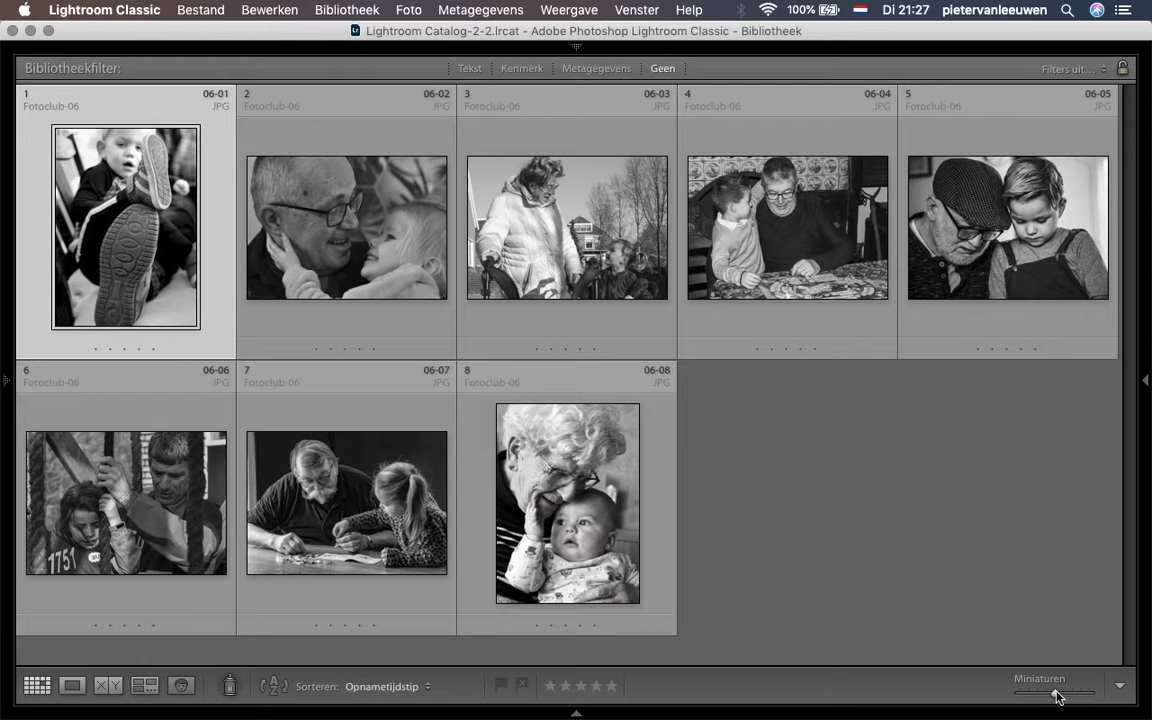 Lightroom Classic Bestand Bewerken Bibliotheek Foto Metagegevens Weergave Venster Help 100% Di 21:27 pietervanleeuwen
Lightroom Catalog-2-2.lrcat - Adobe Photoshop Lightroom Classic - Bibliotheek
Bibliotheekfilter: Tekst Kenmerk Metagegevens Geen Filters uit...
1 06-01 2 06-02 3 06-03 4 06-04 5 06-05
Fotoclub-06 JPG Fotoclub-06 JPG Fotoclub-06 JPG Fotoclub-06 JPG Fotoclub-06 JPG
6 06-06 7 06-07 8 06-08
Fotoclub-06 JPG Fotoclub-06 JPG Fotoclub-06 JPG
1751
XY Sorteren: Opnametijdstip Miniaturen